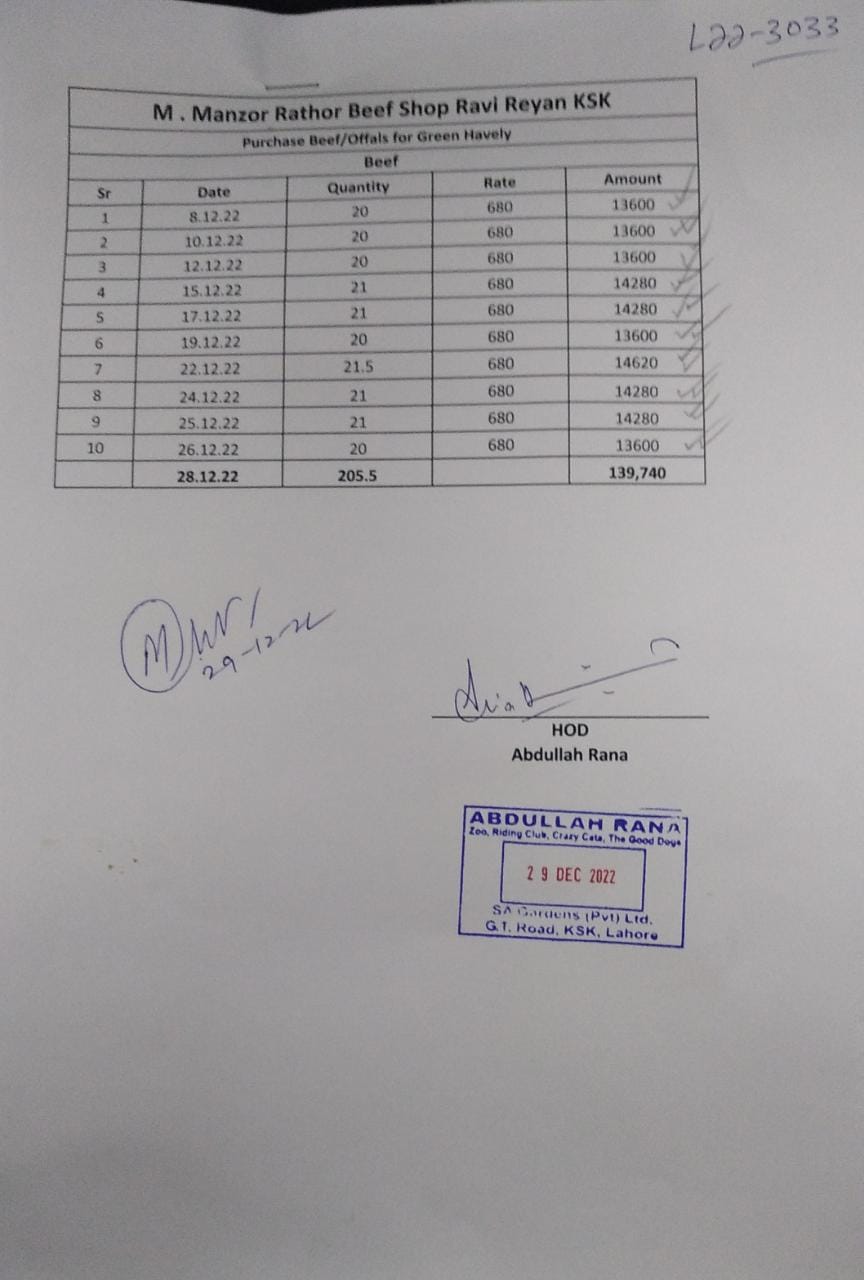 L22-3033
M . Manzor Rathor Beef Shop Ravi Reyan KSK
Purchase Beef/Offals for Green Havely
Beef
Sr Date Quantity Rate Amount
1 8.12.22 20 680 13600
2 10.12.22 20 680 13600
3 12.12.22 20 680 13600
4 15.12.22 21 680 14280
5 17.12.22 21 680 14280
6 19.12.22 20 680 13600
7 22.12.22 21.5 680 14620
8 24.12.22 21 680 14280
9 25.12.22 21 680 14280
10 26.12.22 20 680 13600
28.12.22 205.5 139,740
29-12-22
HOD
Abdullah Rana
ABDULLAH RANA
Zoo, Riding Club, Crazy Cats, The Good Dogs
29 DEC 2022
SA Gardens (Pvt) Ltd.
G.T. Road, KSK, Lahore